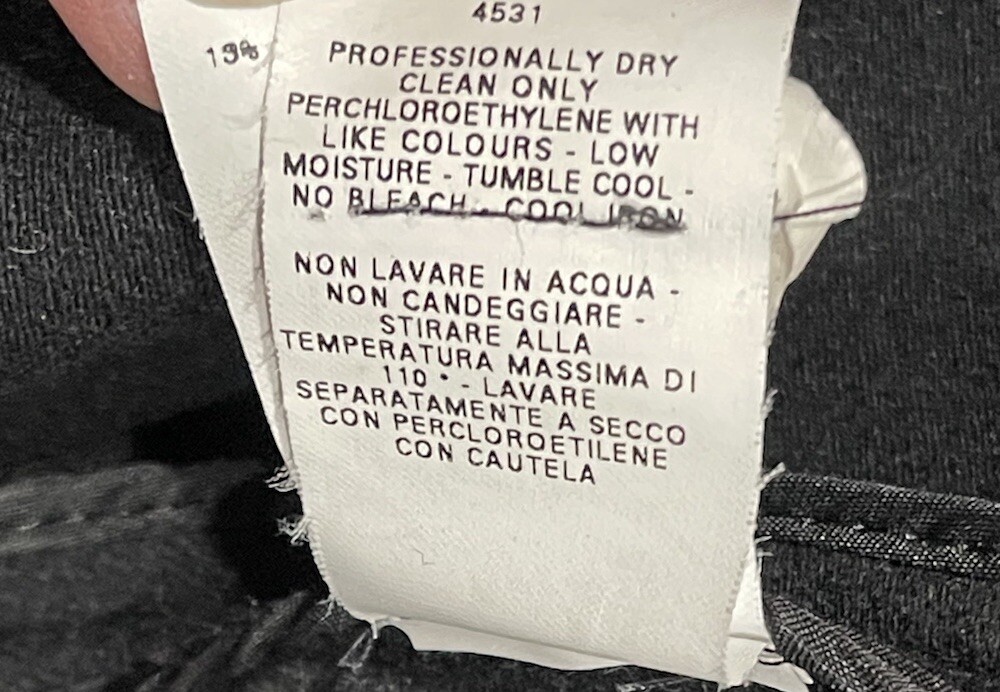 4531
13%
PROFESSIONALLY DRY
CLEAN ONLY
PERCHLOROETHYLENE WITH
LIKE COLOURS - LOW
MOISTURE - TUMBLE COOL -
NO BLEACH - COOL IRON
NON LAVARE IN ACQUA -
NON CANDEGGIARE -
STIRARE ALLA
TEMPERATURA MASSIMA DI
110 ° - LAVARE
SEPARATAMENTE A SECCO
CON PERCLOROETILENE
CON CAUTELA